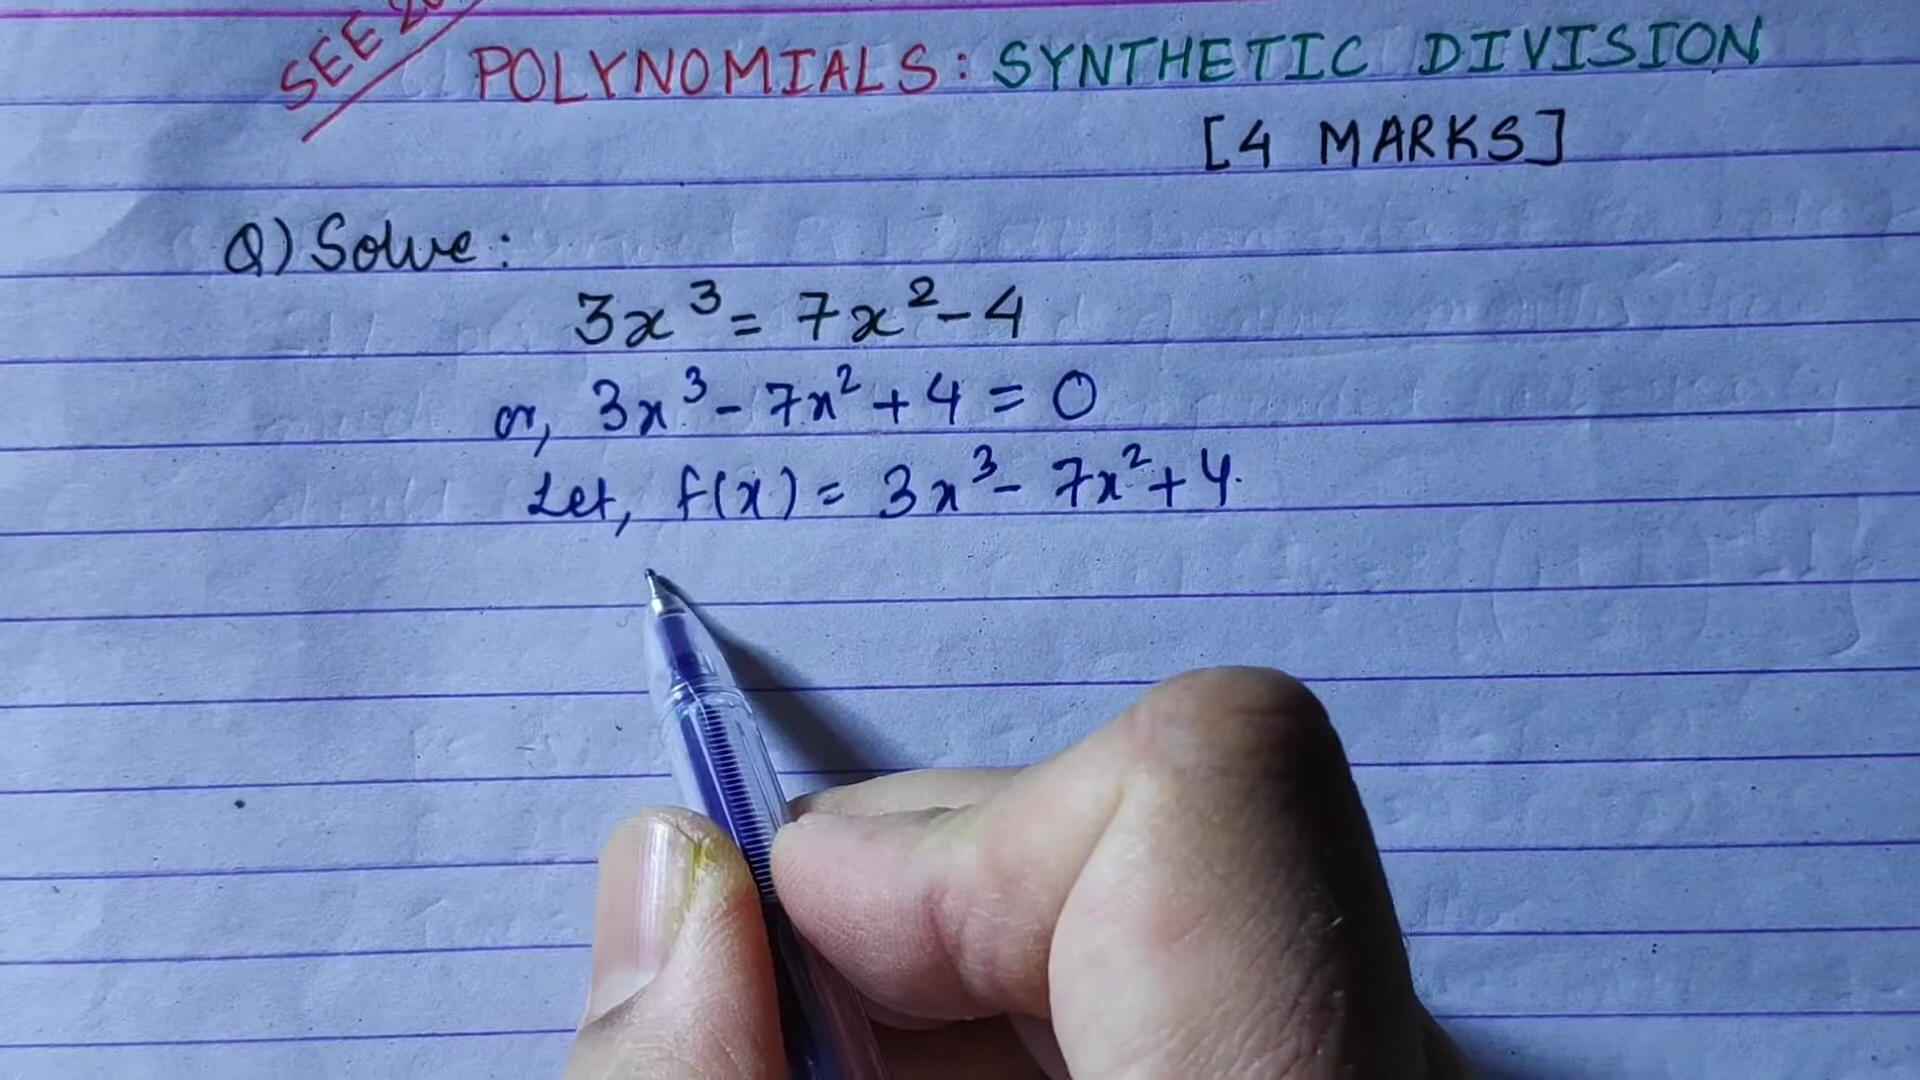 SEE
POLYNOMIALS: SYNTHETIC DIVISION
[4 MARKS]
Q) Solve:
3x³ = 7x² - 4
or, 3x³ - 7x² + 4 = 0
Let, f(x) = 3x³ - 7x² + 4.